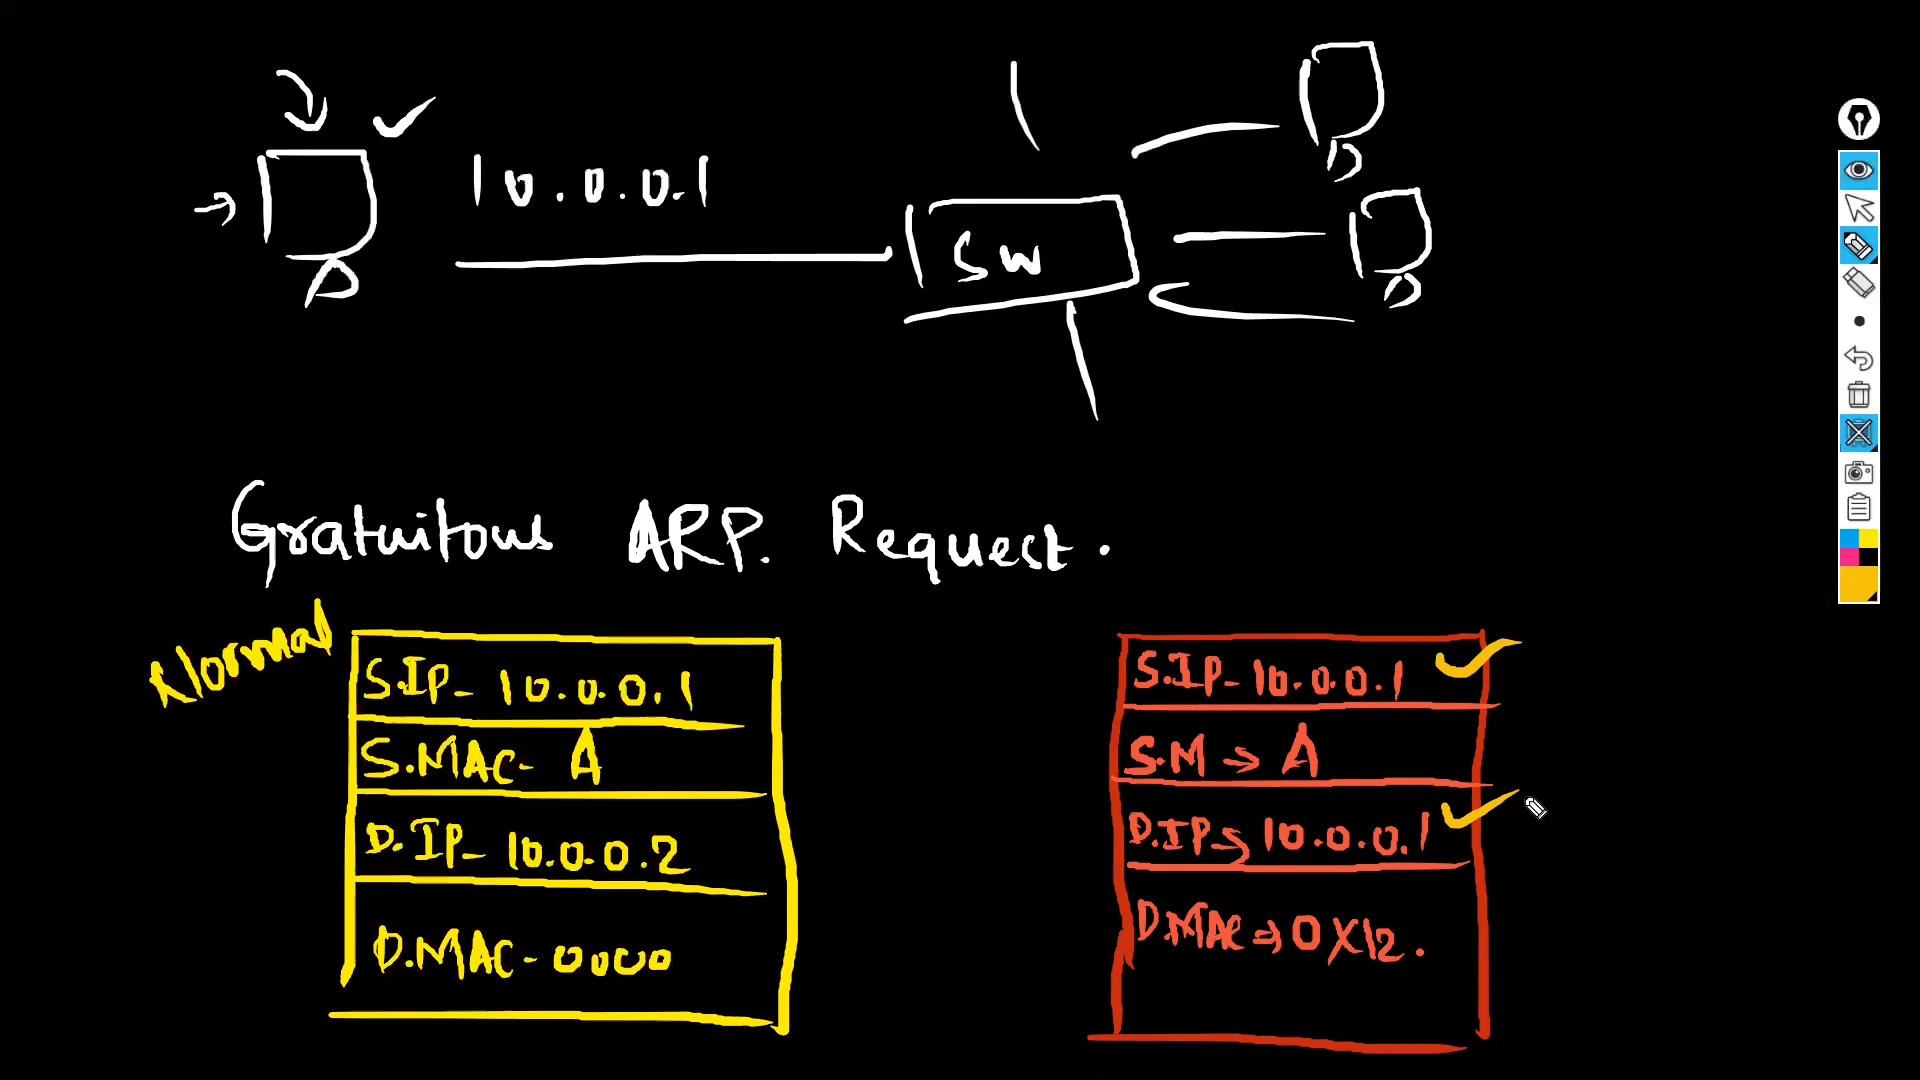 10.0.0.1
SW
Gratuitous ARP. Request.
Normal
S.IP- 10.0.0.1
S.MAC- A
D.IP- 10.0.0.2
D.MAC- 0000
S.IP- 10.0.0.1
S.M → A
D.IP → 10.0.0.1
D.MAC → 0X12.